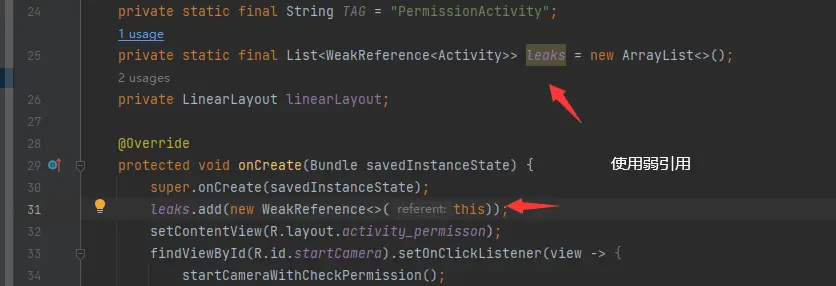 24 private static final String TAG = "PermissionActivity";
1 usage
25 private static final List<WeakReference<Activity>> leaks = new ArrayList<>();
2 usages
26 private LinearLayout linearLayout;
27
28 @Override
29 protected void onCreate(Bundle savedInstanceState) { 使用弱引用
30 super.onCreate(savedInstanceState);
31 leaks.add(new WeakReference<>( referent: this));
32 setContentView(R.layout.activity_permisson);
33 findViewById(R.id.startCamera).setOnClickListener(view -> {
34 startCameraWithCheckPermission();